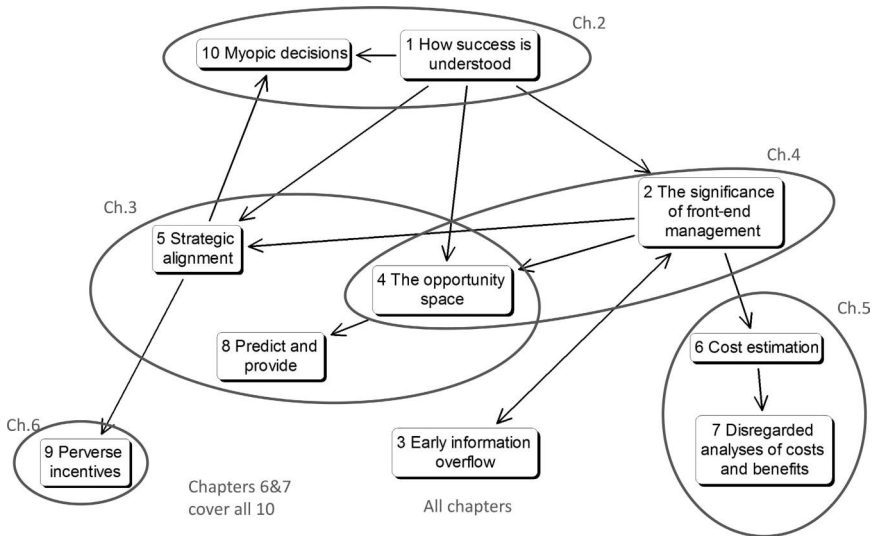 Ch.2
10 Myopic decisions
1 How success is
understood
Ch.4
2 The significance
of front-end
management
Ch.3
5 Strategic
alignment
4 The opportunity
space
8 Predict and
provide
Ch.5
6 Cost estimation
7 Disregarded
analyses of costs
and benefits
Ch.6
9 Perverse
incentives
3 Early information
overflow
Chapters 6&7
cover all 10
All chapters